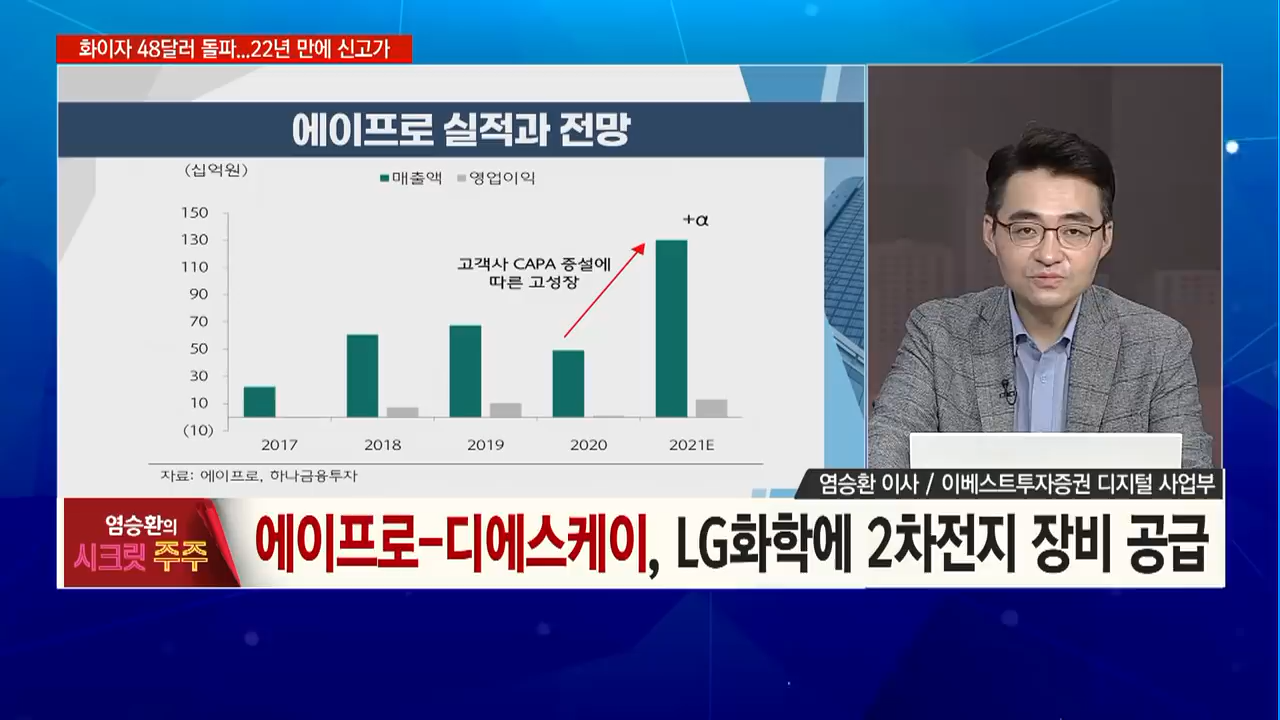 화이자 48달러 돌파...22년 만에 신고가
에이프로 실적과 전망
(십억원)
매출액 영업이익
150
130
110
90
70
50
30
10
(10)
+α
고객사 CAPA 증설에
따른 고성장
2017 2018 2019 2020 2021E
자료: 에이프로, 하나금융투자
염승환 이사 / 이베스트투자증권 디지털 사업부
염승환의
시크릿 주주
에이프로-디에스케이, LG화학에 2차전지 장비 공급